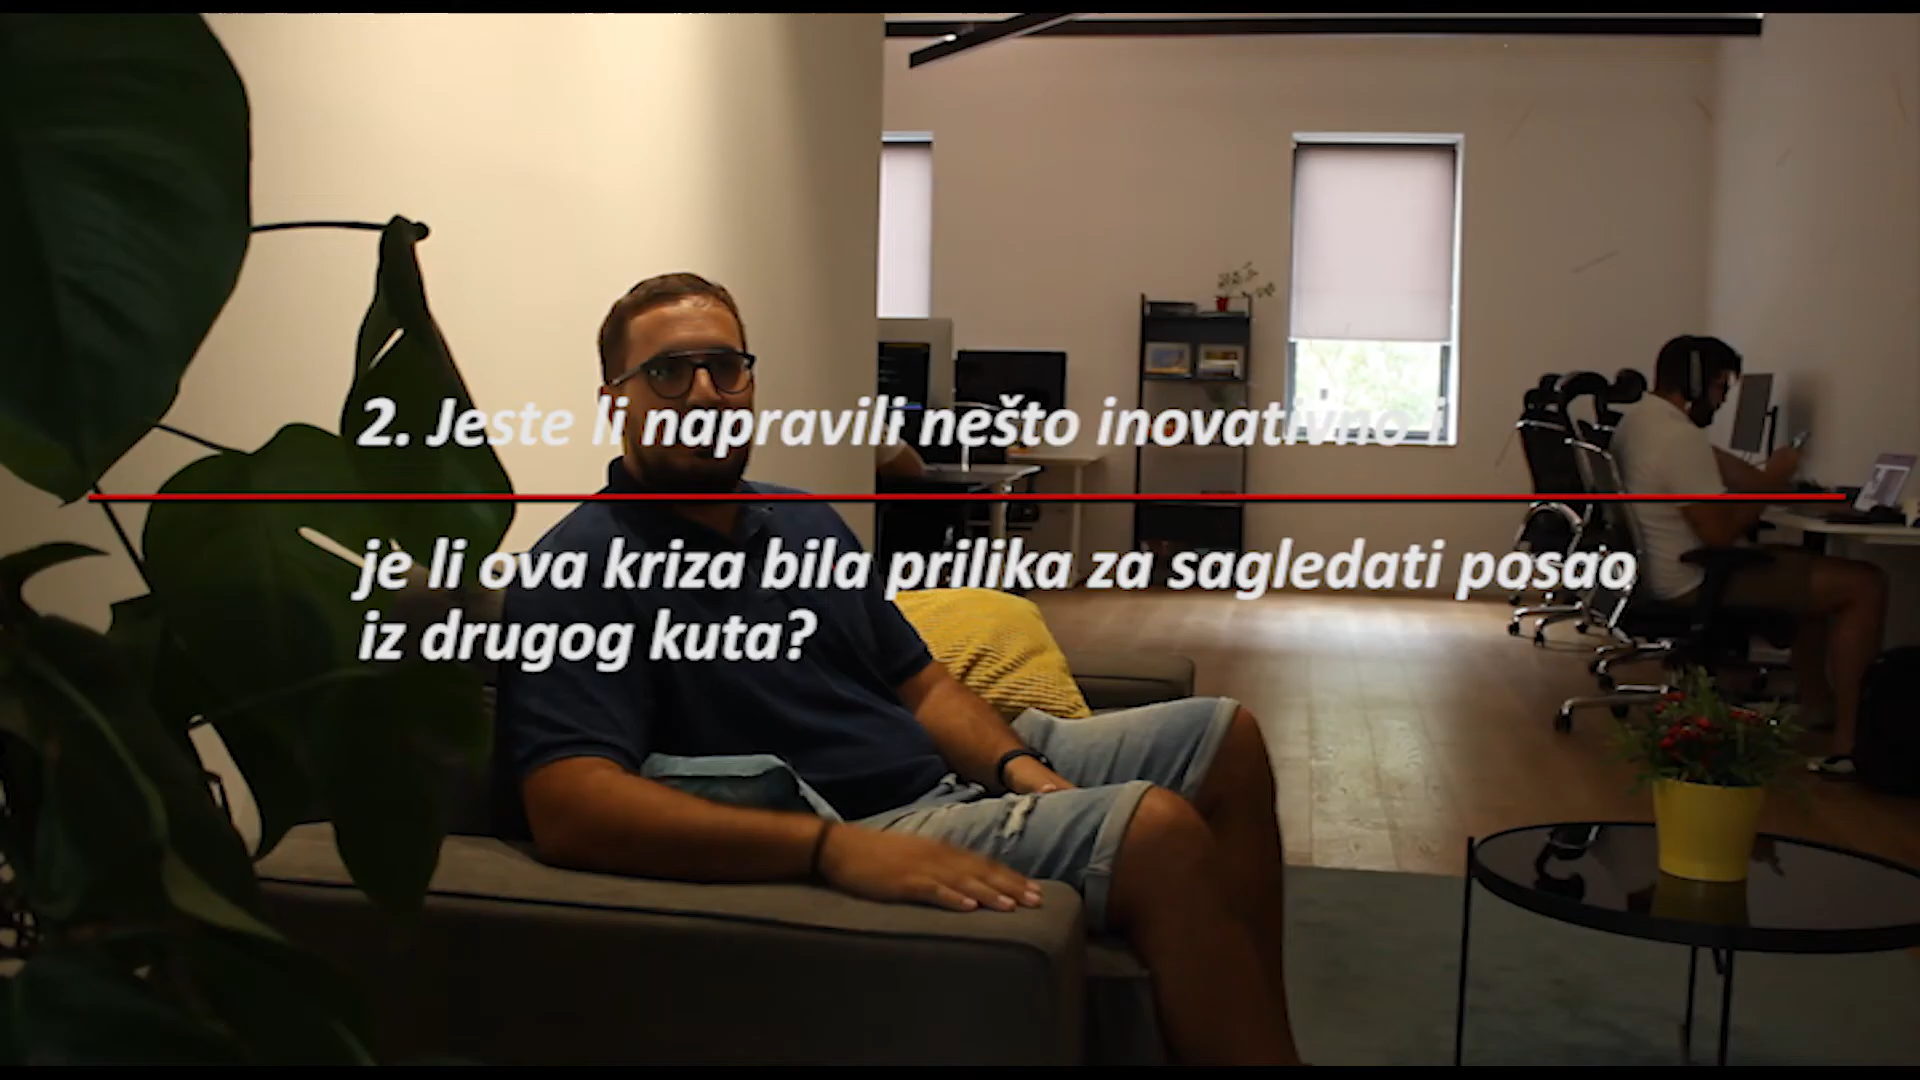 2. Jeste li napravili nešto inovativno i
je li ova kriza bila prilika za sagledati posao
iz drugog kuta?